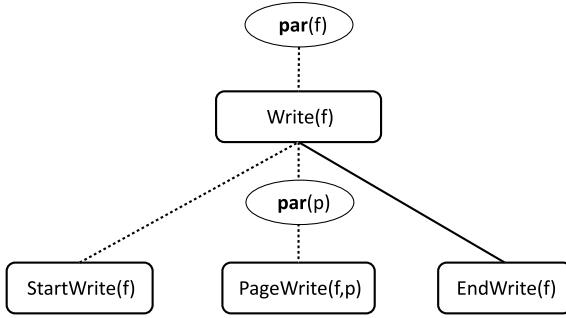 par(f)
Write(f)
par(p)
StartWrite(f)
PageWrite(f,p)
EndWrite(f)